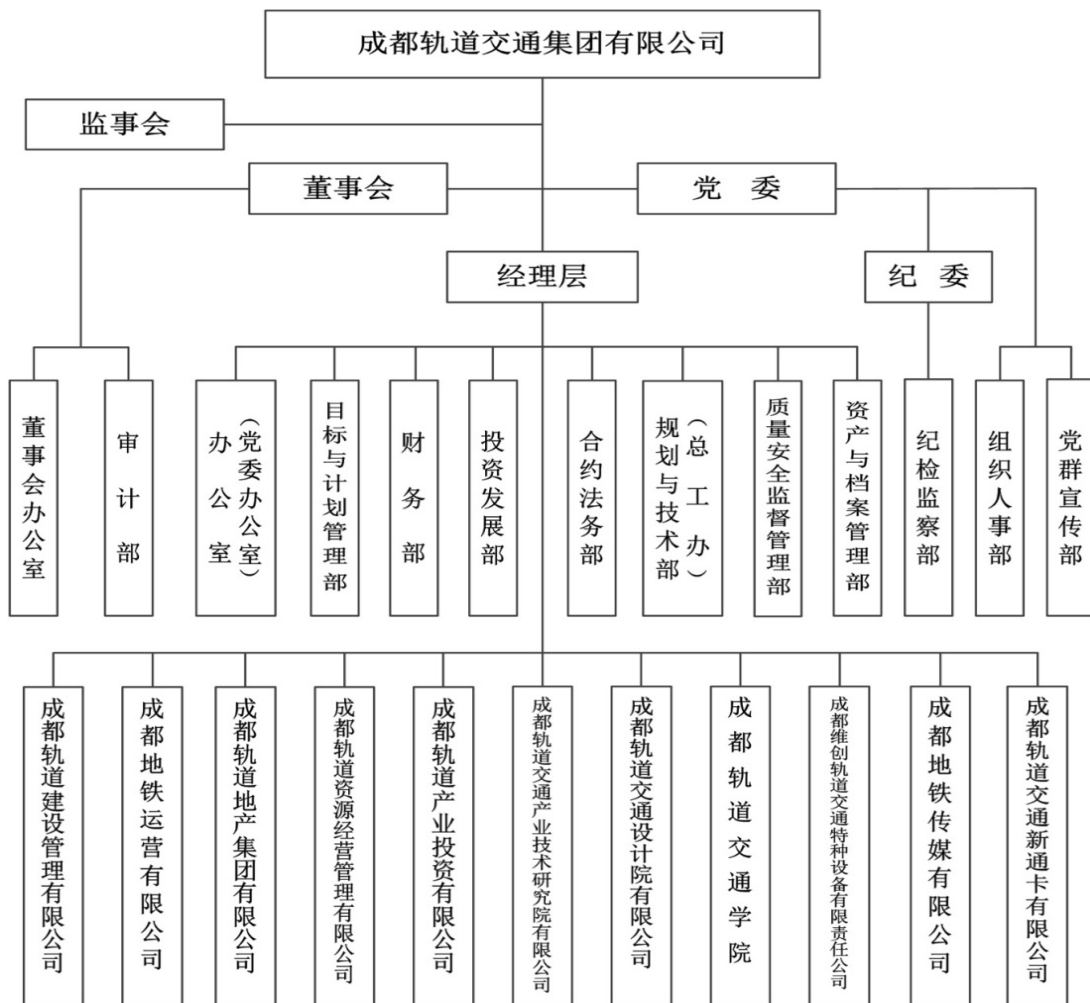 成都轨道交通集团有限公司
监事会
董事会
党 委
经理层
纪 委
董事会办公室
审计部
办公室
（党委办公室）
目标与计划管理部
财务部
投资发展部
合约法务部
规划与技术部
（总工办）
质量安全监督管理部
资产与档案管理部
纪检监察部
组织人事部
党群宣传部
成都轨道建设管理有限公司
成都地铁运营有限公司
成都轨道地产集团有限公司
成都轨道资源经营管理有限公司
成都轨道产业投资有限公司
成都轨道交通产业技术研究院有限公司
成都轨道交通设计院有限公司
成都轨道交通学院
成都维创轨道交通特种设备有限责任公司
成都地铁传媒有限公司
成都轨道交通新通卡有限公司